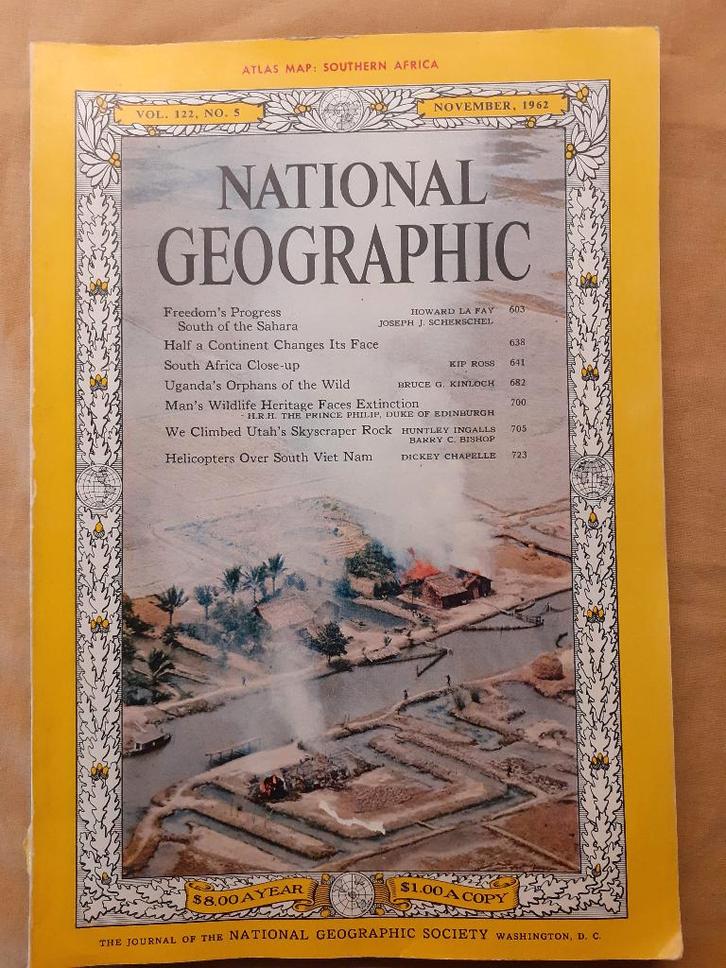 ATLAS MAP: SOUTHERN AFRICA
VOL. 122, NO. 5 NOVEMBER, 1962
NATIONAL
GEOGRAPHIC
Freedom's Progress HOWARD LA FAY 603
South of the Sahara JOSEPH J. SCHERSCHEL
Half a Continent Changes Its Face 638
South Africa Close-up KIP ROSS 641
Uganda's Orphans of the Wild BRUCE G. KINLOCH 682
Man's Wildlife Heritage Faces Extinction 700
H.R.H. THE PRINCE PHILIP, DUKE OF EDINBURGH
We Climbed Utah's Skyscraper Rock HUNTLEY INGALLS 705
BARRY C. BISHOP
Helicopters Over South Viet Nam DICKEY CHAPELLE 723
$8.00 A YEAR $1.00 A COPY
THE JOURNAL OF THE NATIONAL GEOGRAPHIC SOCIETY WASHINGTON, D. C.